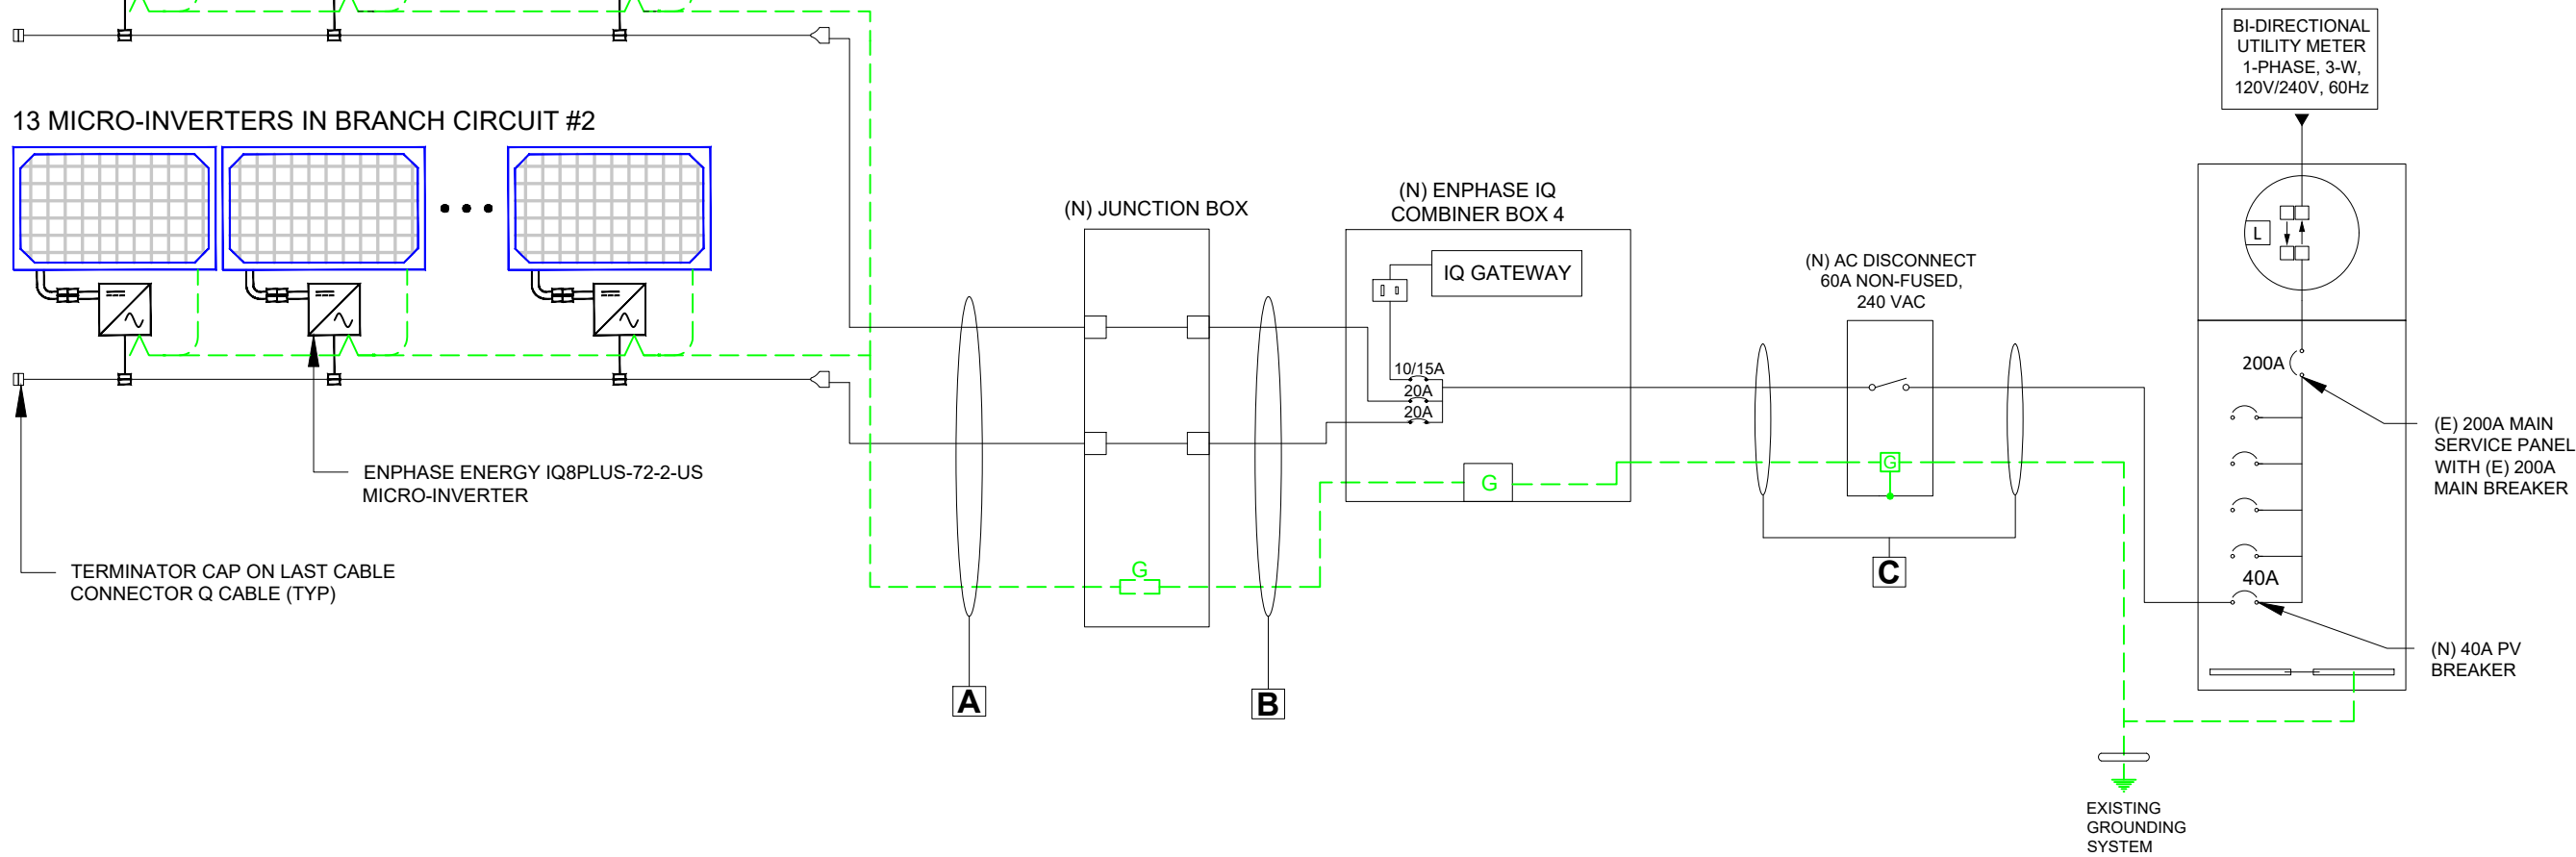 BI-DIRECTIONAL
UTILITY METER
1-PHASE, 3-W,
120V/240V, 60Hz
13 MICRO-INVERTERS IN BRANCH CIRCUIT #2
(N) JUNCTION BOX
(N) ENPHASE IQ
COMBINER BOX 4
IQ GATEWAY
(N) AC DISCONNECT
60A NON-FUSED,
240 VAC
L
10/15A
20A
20A
200A
(E) 200A MAIN
SERVICE PANEL
WITH (E) 200A
MAIN BREAKER
ENPHASE ENERGY IQ8PLUS-72-2-US
MICRO-INVERTER
G
G
G
TERMINATOR CAP ON LAST CABLE
CONNECTOR Q CABLE (TYP)
C
40A
(N) 40A PV
BREAKER
A
B
EXISTING
GROUNDING
SYSTEM